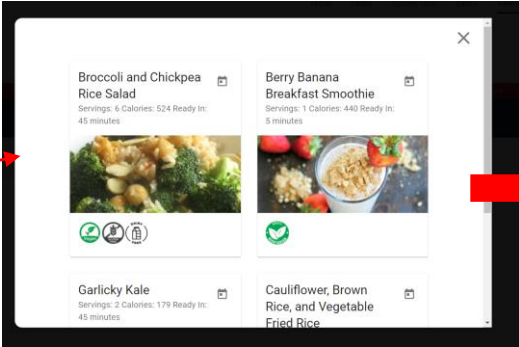 Broccoli and Chickpea
Rice Salad
Servings: 6 Calories: 524 Ready In:
45 minutes
Berry Banana
Breakfast Smoothie
Servings: 1 Calories: 440 Ready In:
5 minutes
Garlicky Kale
Servings: 2 Calories: 179 Ready In:
45 minutes
Cauliflower, Brown
Rice, and Vegetable
Fried Rice